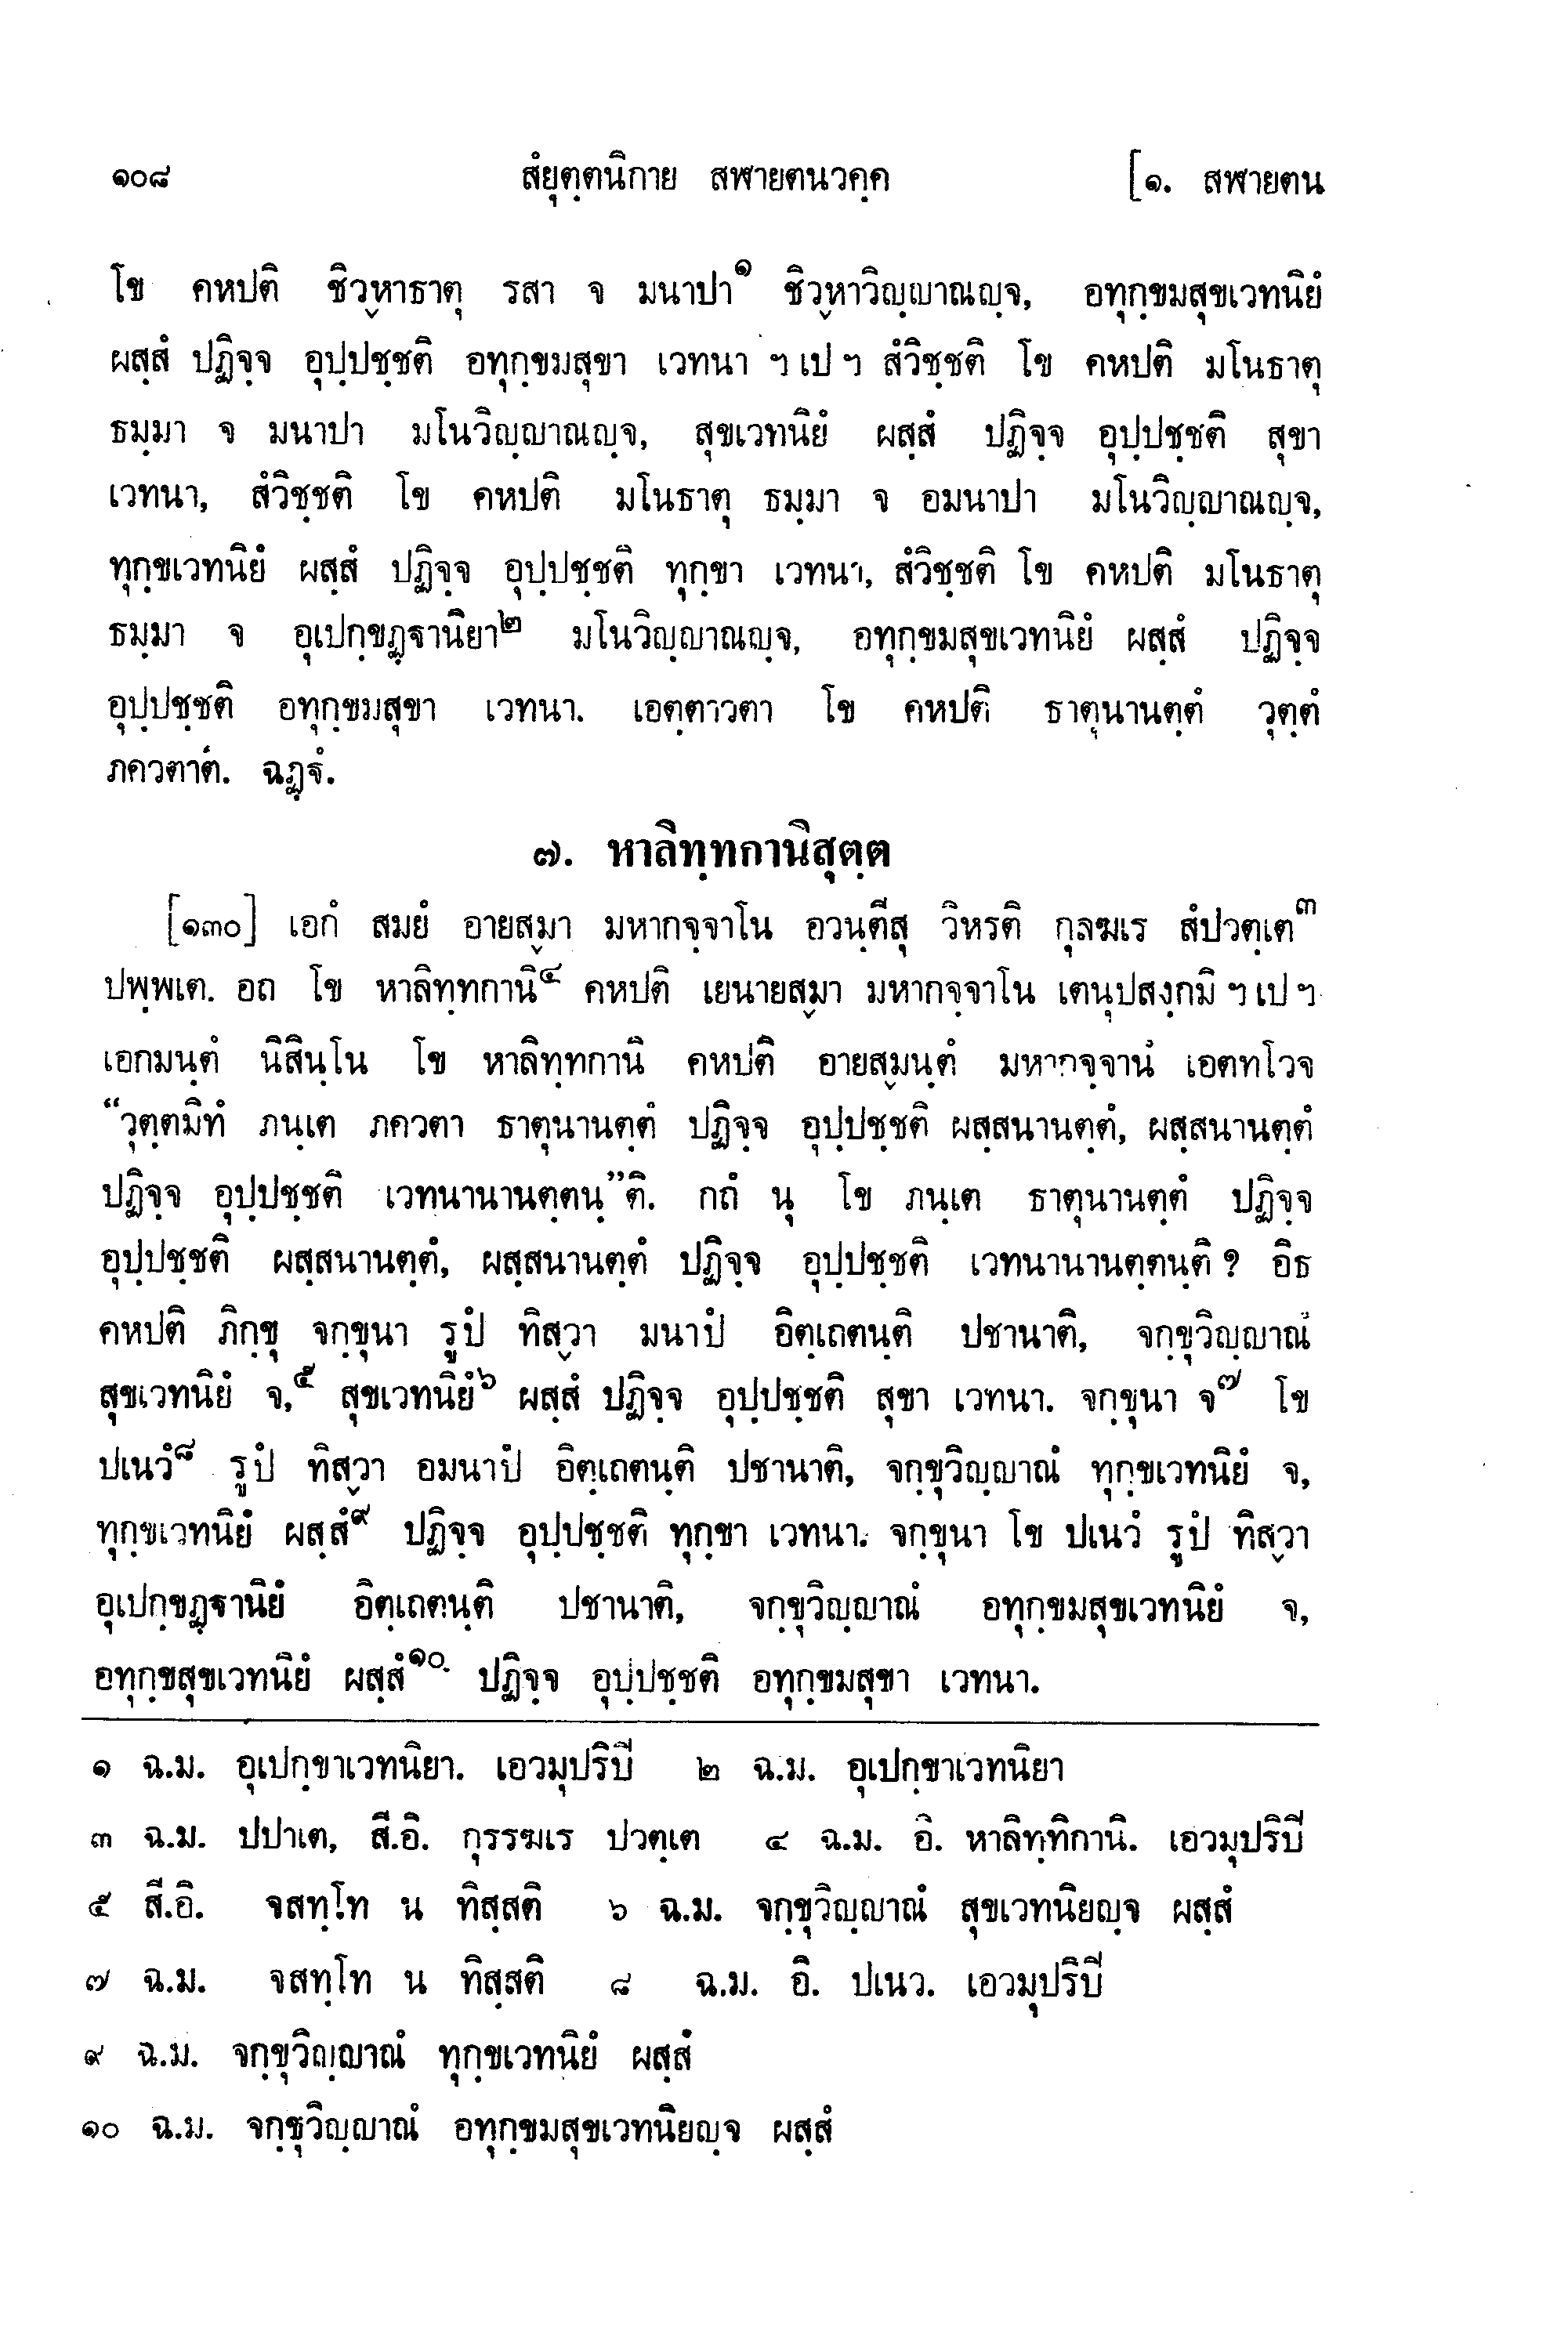 ๑๐๘ สํยุตฺตนิกาย สฬายตนวคฺค [๑. สฬายตน
โข คหปติ ชิวฺหาธาตุ รสา จ มนาปา๑ ชิวฺหาวิญฺญาณญฺจ, อทุกฺขมสุขเวทนิยํ
ผสฺสํ ปฏิจฺจ อุปฺปชฺชติ อทุกฺขมสุขา เวทนา ฯ เป ฯ สํวิชฺชติ โข คหปติ มโนธาตุ
ธมฺมา จ มนาปา มโนวิญฺญาณญฺจ, สุขเวทนิยํ ผสฺสํ ปฏิจฺจ อุปฺปชฺชติ สุขา
เวทนา, สํวิชฺชติ โข คหปติ มโนธาตุ ธมฺมา จ อมนาปา มโนวิญฺญาณญฺจ,
ทุกฺขเวทนิยํ ผสฺสํ ปฏิจฺจ อุปฺปชฺชติ ทุกฺขา เวทนา, สํวิชฺชติ โข คหปติ มโนธาตุ
ธมฺมา จ อุเปกฺขฏฺฐานิยา๒ มโนวิญฺญาณญฺจ, อทุกฺขมสุขเวทนิยํ ผสฺสํ ปฏิจฺจ
อุปฺปชฺชติ อทุกฺขมสุขา เวทนา. เอตฺตาวตา โข คหปติ ธาตุนานตฺตํ วุตฺตํ
ภควตาติ. ฉฏฺฐํ.
๗. หาลิทฺทกานิสุตฺต
[๑๓๐] เอกํ สมยํ อายสฺมา มหากจฺจาโน อวนฺตีสุ วิหรติ กุลฆเร สํปวตฺเต๓
ปพฺพเต. อถ โข หาลิทฺทกานิ๔ คหปติ เยนายสฺมา มหากจฺจาโน เตนุปสงฺกมิ ฯ เป ฯ
เอกมนฺตํ นิสินฺโน โข หาลิทฺทกานิ คหปติ อายสฺมนฺตํ มหากจฺจานํ เอตทโวจ
“วุตฺตมิทํ ภนฺเต ภควตา ธาตุนานตฺตํ ปฏิจฺจ อุปฺปชฺชติ ผสฺสนานตฺตํ, ผสฺสนานตฺตํ
ปฏิจฺจ อุปฺปชฺชติ เวทนานานตฺตนฺ”ติ. กถํ นุ โข ภนฺเต ธาตุนานตฺตํ ปฏิจฺจ
อุปฺปชฺชติ ผสฺสนานตฺตํ, ผสฺสนานตฺตํ ปฏิจฺจ อุปฺปชฺชติ เวทนานานตฺตนฺติ ? อิธ
คหปติ ภิกฺขุ จกฺขุนา รูปํ ทิสฺวา มนาปํ อิตฺเถตนฺติ ปชานาติ, จกฺขุวิญฺญาณํ
สุขเวทนิยํ จ,๕ สุขเวทนิยํ๖ ผสฺสํ ปฏิจฺจ อุปฺปชฺชติ สุขา เวทนา. จกฺขุนา จ๗ โข
ปเนวํ๘ รูปํ ทิสฺวา อมนาปํ อิตฺเถตนฺติ ปชานาติ, จกฺขุวิญฺญาณํ ทุกฺขเวทนิยํ จ,
ทุกฺขเวทนิยํ ผสฺสํ๙ ปฏิจฺจ อุปฺปชฺชติ ทุกฺขา เวทนา. จกฺขุนา โข ปเนวํ รูปํ ทิสฺวา
อุเปกฺขฏฺฐานิยํ อิตฺเถตนฺติ ปชานาติ, จกฺขุวิญฺญาณํ อทุกฺขมสุขเวทนิยํ จ,
อทุกฺขสุขเวทนิยํ ผสฺสํ๑๐ ปฏิจฺจ อุปฺปชฺชติ อทุกฺขมสุขา เวทนา.
๑ ฉ.ม. อุเปกฺขาเวทนิยา. เอวมุปริปิ ๒ ฉ.ม. อุเปกฺขาเวทนิยา
๓ ฉ.ม. ปปาเต, สี.อิ. กุรรฆเร ปวตฺเต ๔ ฉ.ม. อิ. หาลิทฺทิกานิ. เอวมุปริปิ
๕ สี.อิ. จสทฺโท น ทิสฺสติ ๖ ฉ.ม. จกฺขุวิญฺญาณํ สุขเวทนิยญฺจ ผสฺสํ
๗ ฉ.ม. จสทฺโท น ทิสฺสติ ๘ ฉ.ม. อิ. ปเนว. เอวมุปริปิ
๙ ฉ.ม. จกฺขุวิญฺญาณํ ทุกฺขเวทนิยํ ผสฺสํ
๑๐ ฉ.ม. จกฺขุวิญฺญาณํ อทุกฺขมสุขเวทนิยญฺจ ผสฺสํ